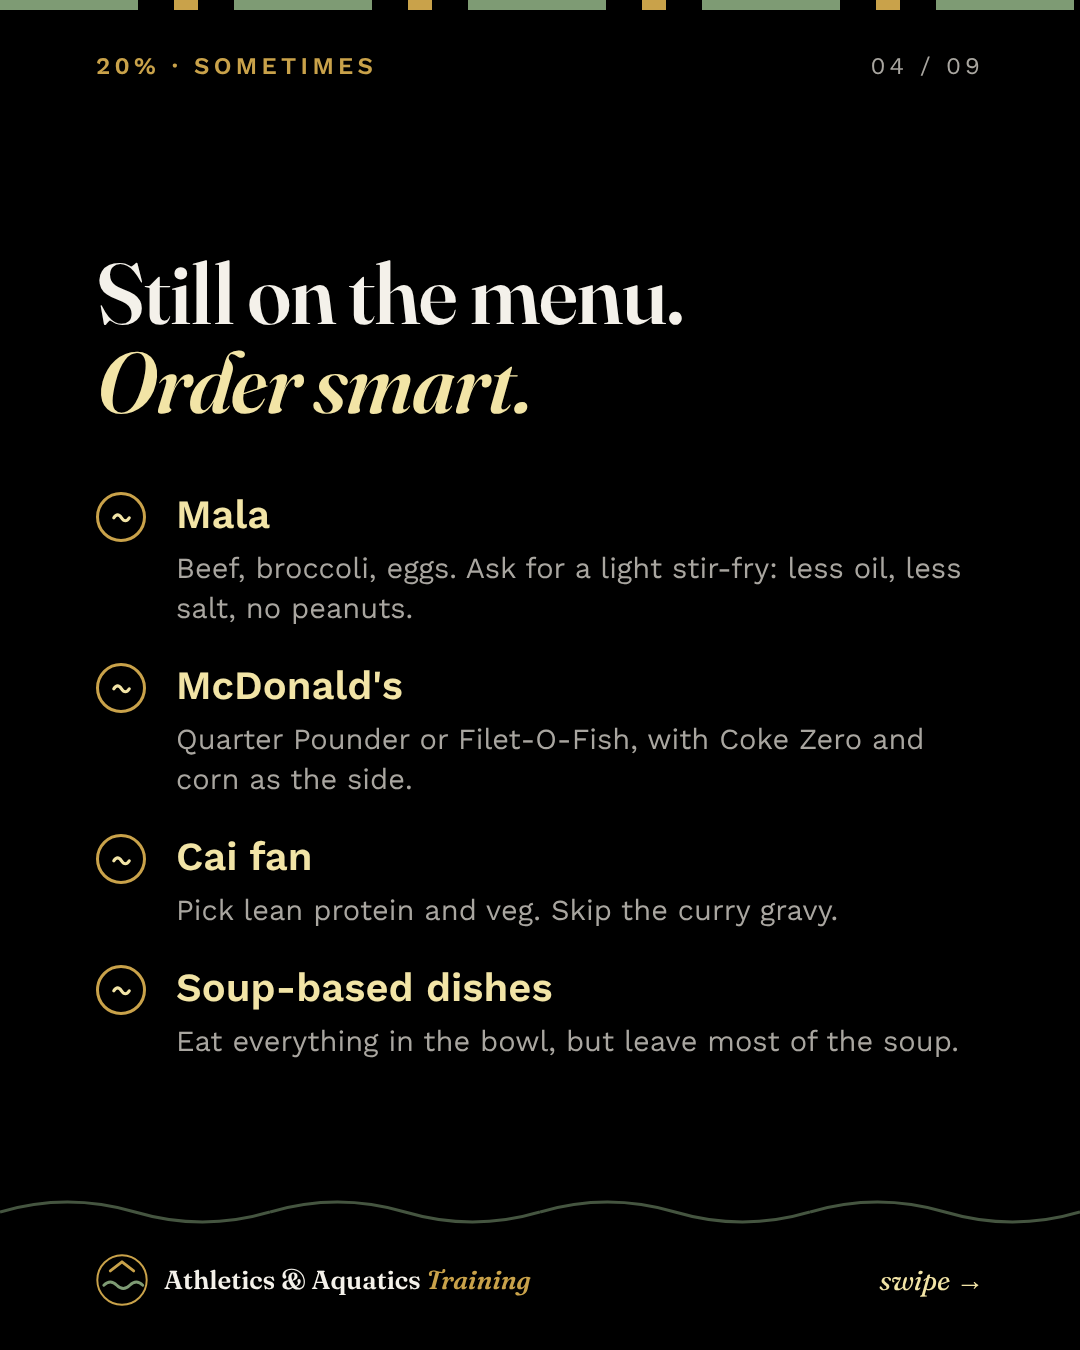 20% · SOMETIMES
04 / 09
Still on the menu.
Order smart.
~ Mala
Beef, broccoli, eggs. Ask for a light stir-fry: less oil, less
salt, no peanuts.
~ McDonald's
Quarter Pounder or Filet-O-Fish, with Coke Zero and
corn as the side.
~ Cai fan
Pick lean protein and veg. Skip the curry gravy.
~ Soup-based dishes
Eat everything in the bowl, but leave most of the soup.
Athletics & Aquatics Training
swipe →